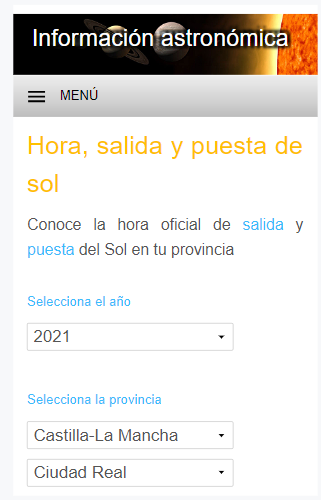 Información astronómica
MENÚ
Hora, salida y puesta de
sol
Conoce la hora oficial de salida y
puesta del Sol en tu provincia
Selecciona el año
2021
Selecciona la provincia
Castilla-La Mancha
Ciudad Real